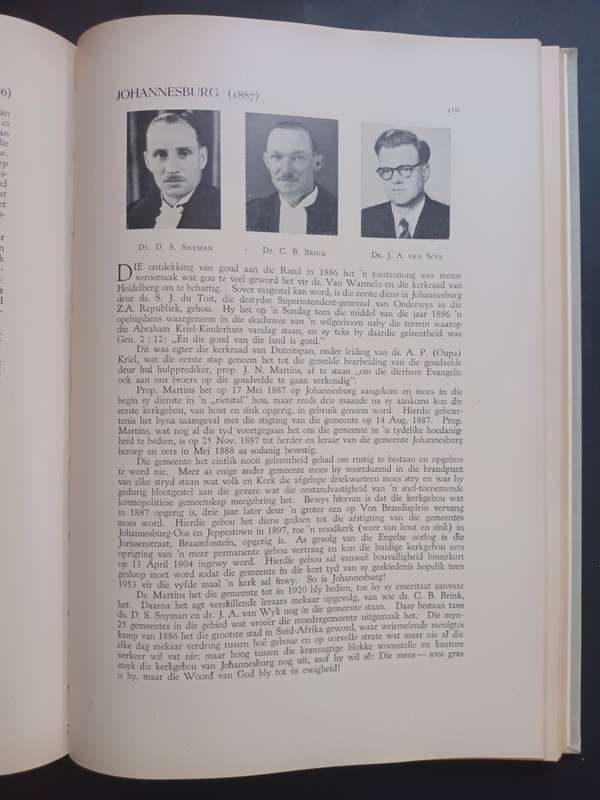 JOHANNESBURG (1887)
Ds. D. S. Snyman
Ds. C. B. Brink
Dr. J. A. van Wyk
DIE ontdekking van goud aan die Rand in 1886 het 'n toestroming van mense
veroorsaak wat gou te veel geword het vir ds. Van Warmelo en die kerkraad van
Heidelberg om te behartig. Sover vasgestel kan word, is die eerste diens in Johannesburg
deur ds. S. J. du Toit, die destydse Superintendent-generaal van Onderwys in die
Z.A. Republiek, gehou. Hy het op 'n Sondag teen die middel van die jaar 1886 'n
opelugdiens waargeneem in die skaduwee van 'n wilgerboom naby die terrein waarop
die Abraham Kriel-Kinderhuis vandag staan, en sy teks by daardie geleentheid was
Gen. 2 : 12: „En die goud van die land is goed."
Dit was egter die kerkraad van Dutoitspan, onder leiding van ds. A. P. (Oupa)
Kriel, wat die eerste stap geneem het tot die gereelde bearbeiding van die goudvelde
deur hul hulpprediker, prop. J. N. Martins, af te staan „om die dierbare Evangelie
ook aan ons broers op die goudvelde te gaan verkondig".
Prop. Martins het op 17 Mei 1887 op Johannesburg aangekom en moes in die
begin sy dienste in 'n „rietstal" hou, maar reeds drie maande na sy aankoms kon die
eerste kerkgebou, van hout en sink opgerig, in gebruik geneem word. Hierdie gebeur-
tenis het byna saamgeval met die stigting van die gemeente op 14 Aug. 1887. Prop.
Martins, wat nog al die tyd voortgegaan het om die gemeente in 'n tydelike hoedanig-
heid te bedien, is op 25 Nov. 1887 tot herder en leraar van die gemeente Johannesburg
beroep en eers in Mei 1888 as sodanig bevestig.
Die gemeente het eintlik nooit geleentheid gehad om rustig te bestaan en opgebou
te word nie. Meer as enige ander gemeente moes hy voortdurend in die brandpunt
van elke stryd staan wat volk en Kerk die afgelope driekwarteeu moes stry en was hy
gedurig blootgestel aan die gevare wat die onstandvastigheid van 'n snel-toenemende
kosmopolitiese gemeenskap meegebring het. Bewys hiervan is dat die kerkgebou wat
in 1887 opgerig is, drie jaar later deur 'n groter een op Von Brandisplein vervang
moes word. Hierdie gebou het diens gedoen tot die afstigting van die gemeentes
Johannesburg-Oos en Jeppestown in 1897, toe 'n noodkerk (weer van hout en sink) in
Jorissenstraat, Braamfontein, opgerig is. As gevolg van die Engelse oorlog is die
oprigting van 'n meer permanente gebou vertraag en kon die huidige kerkgebou eers
op 13 April 1904 ingewy word. Hierdie gebou sal vanweë bouvalligheid binnekort
gesloop moet word sodat die gemeente in die kort tyd van sy geskiedenis hopelik teen
1953 vir die vyfde maal 'n kerk sal inwy. So is Johannesburg!
Ds. Martins het die gemeente tot in 1920 bly bedien, toe hy sy emeritaat aanvaar
het. Daarna het agt verskillende leraars mekaar opgevolg, van wie ds. C. B. Brink,
ds. D. S. Snyman en dr. J. A. van Wyk nog in die gemeente staan. Daar bestaan tans
25 gemeentes in die gebied wat vroeër die moedergemeente uitgemaak het. Die myn-
kamp van 1886 het die grootste stad in Suid-Afrika geword, waar wriemelende menigtes
elke dag mekaar verdring tussen hoë geboue en op oorvolle strate wat maar nie al die
verkeer wil vat nie; maar hoog tussen die kransagtige blokke woonstelle en kantore
steek die kerkgebou van Johannesburg nog uit, asof hy wil sê: Die mens — soos gras
is hy, maar die Woord van God bly tot in ewigheid!